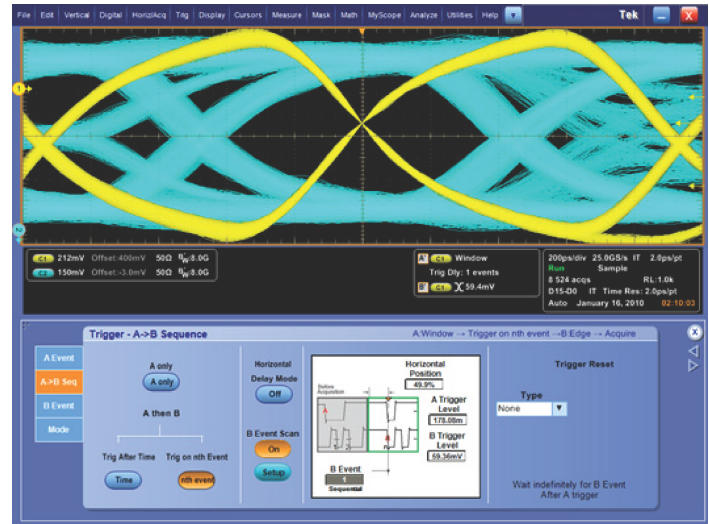 File Edit Vertical Digital Horiz/Acq Trig Display Cursors Measure Mask Math MyScope Analyze Utilities Help Tek X
1
2
C1 212mV Offset:400mV 50Ω BW:8.0G
C2 150mV Offset:-3.0mV 50Ω BW:8.0G
A' C1 Window
Trig Dly: 1 events
B' C1 59.4mV
200ps/div 25.0GS/s IT 2.0ps/pt
Run Sample
8 524 acqs RL:1.0k
D15-D0 IT Time Res: 2.0ps/pt
Auto January 16, 2010 02:10:03
Trigger - A->B Sequence
A:Window → Trigger on nth event →B:Edge → Acquire
X
A Event
A->B Seq
B Event
Mode
A only
A only
A then B
Trig After Time Trig on nth Event
Time nth event
Horizontal
Delay Mode
Off
B Event Scan
On
Setup
Before
Acquisition
Horizontal
Position
49.9%
A Trigger
Level
178.08m
B Trigger
Level
59.36mV
A
B Event
1
Sequential
Trigger Reset
Type
None
Wait indefinitely for B Event
After A trigger